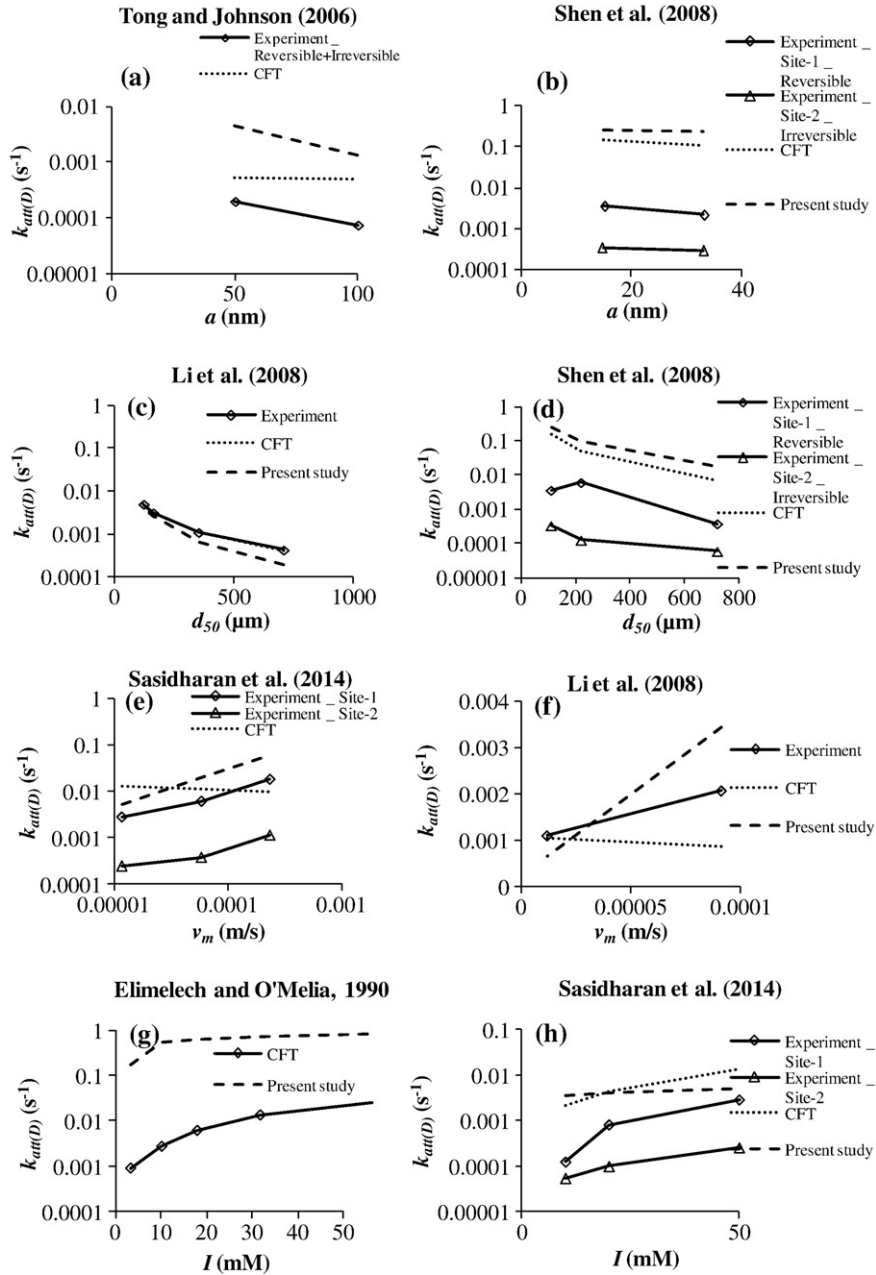 Tong and Johnson (2006)
(a)
Experiment _
Reversible+Irreversible
CFT
0.01
0.001
0.0001
0.00001
0
50
100
a (nm)
k_att(D) (s⁻¹)
Shen et al. (2008)
(b)
Experiment _
Site-1 _
Reversible
Experiment _
Site-2 _
Irreversible
CFT
Present study
1
0.1
0.01
0.001
0.0001
0
20
40
a (nm)
k_att(D) (s⁻¹)
Li et al. (2008)
(c)
Experiment
CFT
Present study
1
0.1
0.01
0.001
0.0001
0
500
1000
d_50 (µm)
k_att(D) (s⁻¹)
Shen et al. (2008)
(d)
Experiment _
Site-1 _
Reversible
Experiment _
Site-2 _
Irreversible
CFT
Present study
1
0.1
0.01
0.001
0.0001
0.00001
0
200
400
600
800
d_50 (µm)
k_att(D) (s⁻¹)
Sasidharan et al. (2014)
(e)
Experiment _ Site-1
Experiment _ Site-2
CFT
1
0.1
0.01
0.001
0.0001
0.00001
0.0001
0.001
v_m (m/s)
k_att(D) (s⁻¹)
Li et al. (2008)
(f)
Experiment
CFT
Present study
0.004
0.003
0.002
0.001
0
0
0.00005
0.0001
v_m (m/s)
k_att(D) (s⁻¹)
Elimelech and O'Melia, 1990
(g)
CFT
Present study
1
0.1
0.01
0.001
0.0001
0
10
20
30
40
50
I (mM)
k_att(D) (s⁻¹)
Sasidharan et al. (2014)
(h)
Experiment _
Site-1
Experiment _
Site-2
CFT
Present study
0.1
0.01
0.001
0.0001
0.00001
0
50
I (mM)
k_att(D) (s⁻¹)